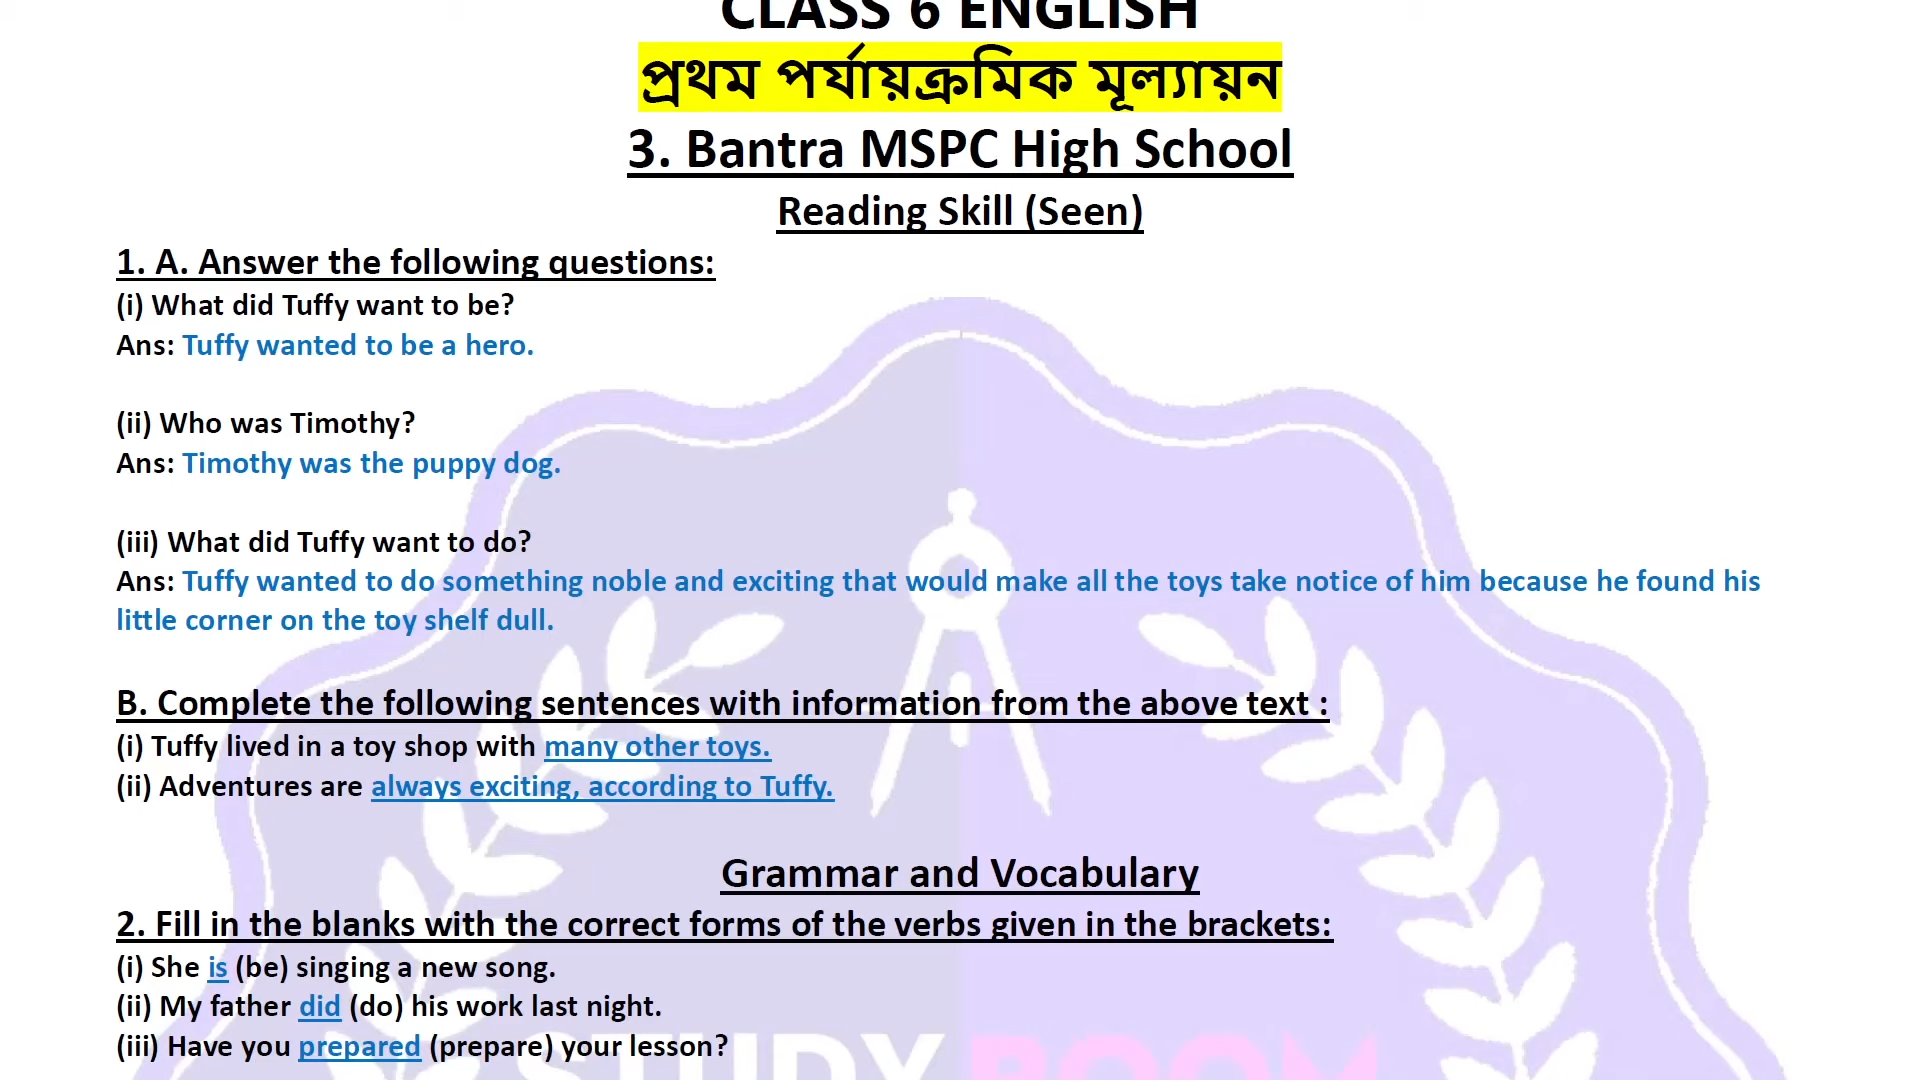 CLASS 6 ENGLISH
প্রথম পর্যায়ক্রমিক মূল্যায়ন
3. Bantra MSPC High School
Reading Skill (Seen)
1. A. Answer the following questions:
(i) What did Tuffy want to be?
Ans: Tuffy wanted to be a hero.
(ii) Who was Timothy?
Ans: Timothy was the puppy dog.
(iii) What did Tuffy want to do?
Ans: Tuffy wanted to do something noble and exciting that would make all the toys take notice of him because he found his
little corner on the toy shelf dull.
B. Complete the following sentences with information from the above text :
(i) Tuffy lived in a toy shop with many other toys.
(ii) Adventures are always exciting, according to Tuffy.
Grammar and Vocabulary
2. Fill in the blanks with the correct forms of the verbs given in the brackets:
(i) She is (be) singing a new song.
(ii) My father did (do) his work last night.
(iii) Have you prepared (prepare) your lesson?
STUDY ROOM